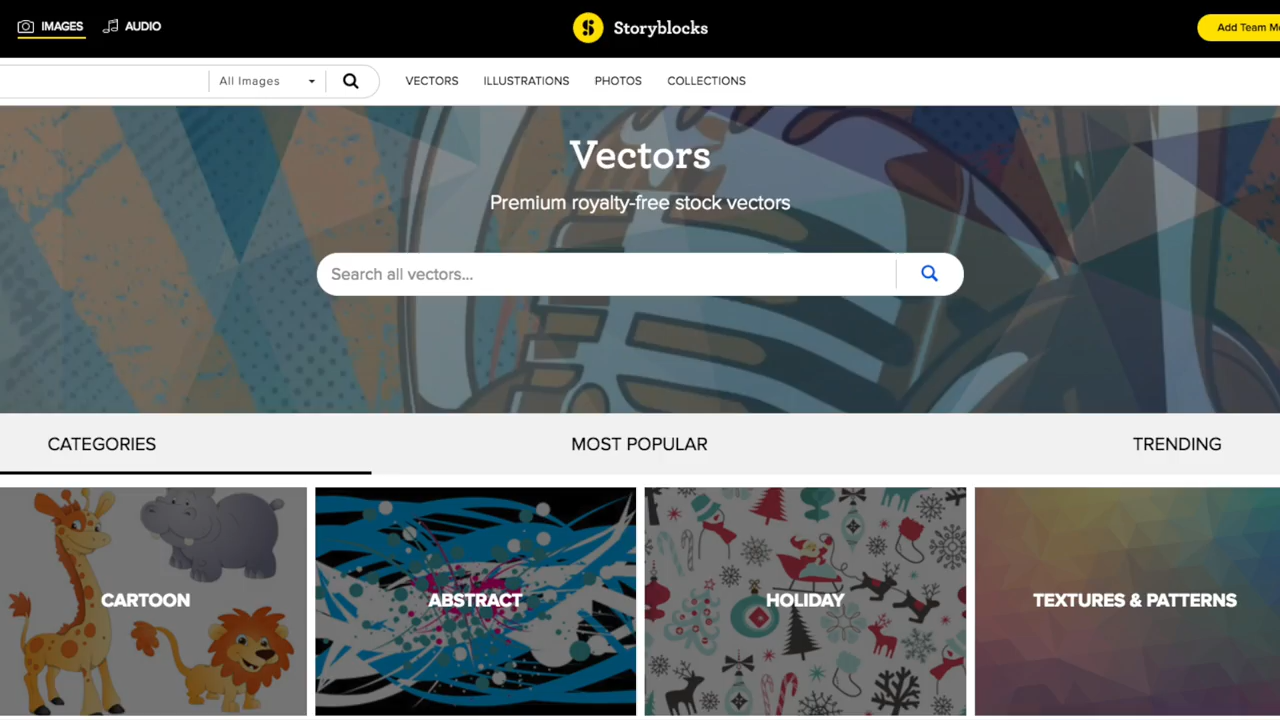 IMAGES AUDIO
Storyblocks
Add Team
All Images
VECTORS ILLUSTRATIONS PHOTOS COLLECTIONS
Vectors
Premium royalty-free stock vectors
Search all vectors...
CATEGORIES MOST POPULAR TRENDING
CARTOON ABSTRACT HOLIDAY TEXTURES & PATTERNS